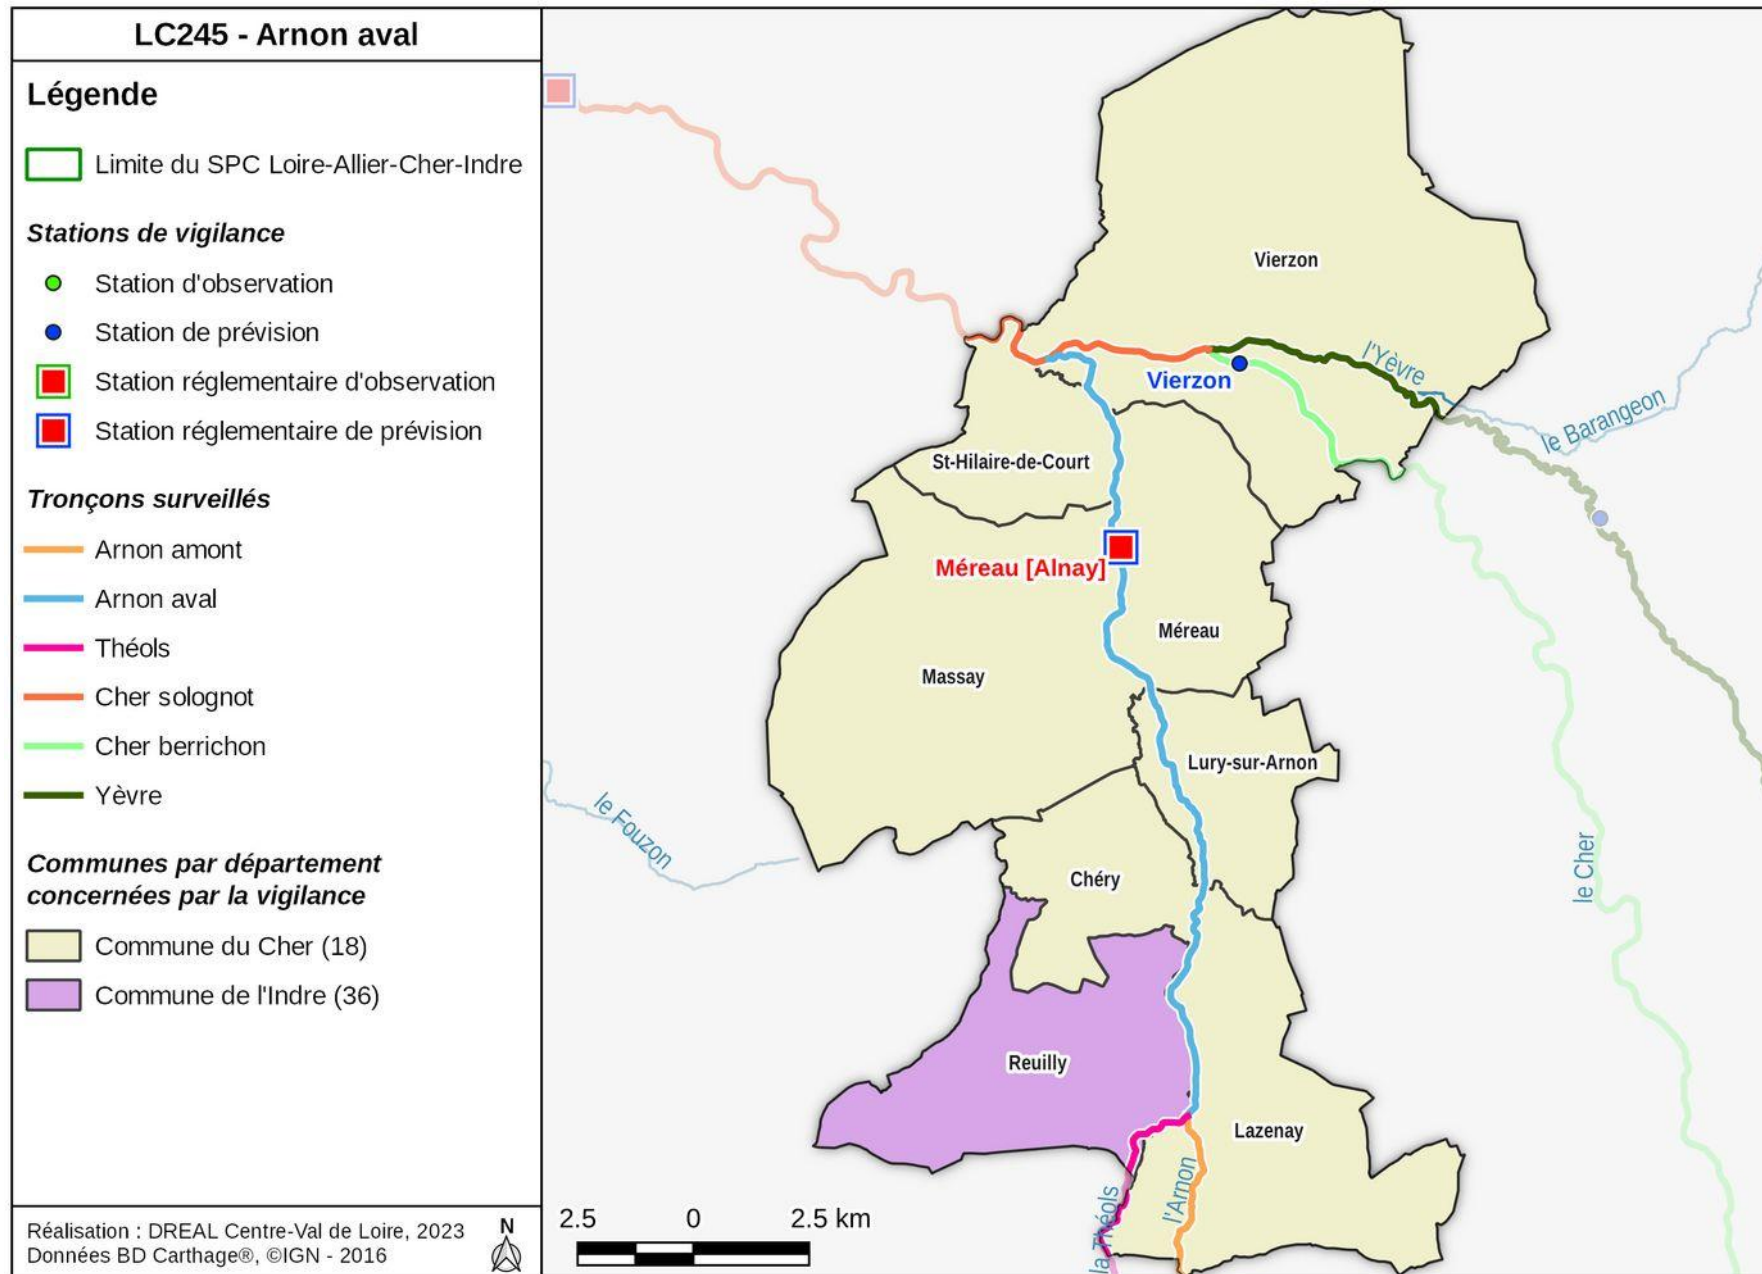 LC245 - Arnon aval
Légende
Limite du SPC Loire-Allier-Cher-Indre
Stations de vigilance
Station d'observation
Station de prévision
Station réglementaire d'observation
Station réglementaire de prévision
Tronçons surveillés
Arnon amont
Arnon aval
Théols
Cher solognot
Cher berrichon
Yèvre
Communes par département
concernées par la vigilance
Commune du Cher (18)
Commune de l'Indre (36)
Réalisation : DREAL Centre-Val de Loire, 2023
Données BD Carthage®, ©IGN - 2016
N
Vierzon
l'Yèvre
Vierzon
le Barangeon
St-Hilaire-de-Court
Méreau [Alnay]
Méreau
Massay
Lury-sur-Arnon
le Fouzon
Chéry
le Cher
Reuilly
Lazenay
l'Arnon
la Théols
2.5 0 2.5 km